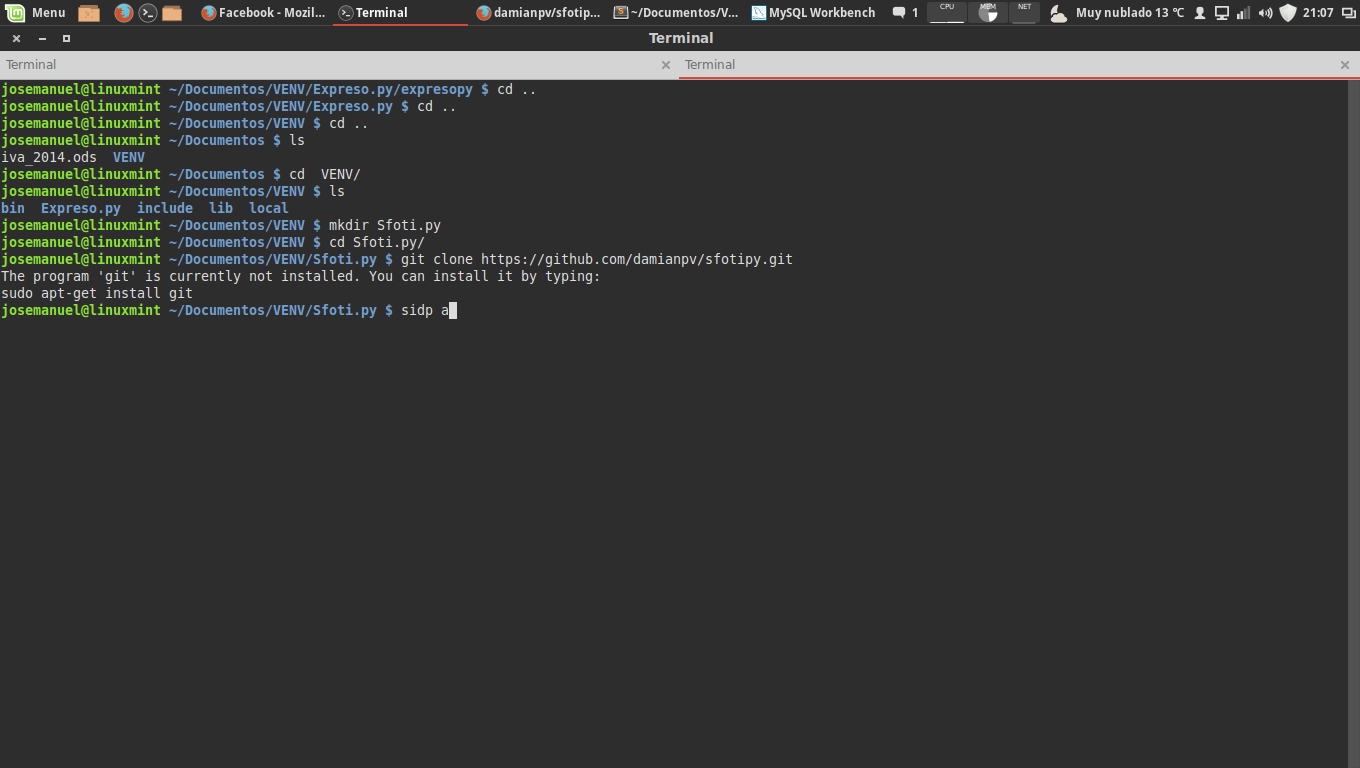 Menu Facebook - Mozil... Terminal damianpv/sfotip... ~/Documentos/V... MySQL Workbench 1 CPU MEM NET Muy nublado 13 °C 21:07
Terminal
Terminal Terminal
josemanuel@linuxmint ~/Documentos/VENV/Expreso.py/expresopy $ cd ..
josemanuel@linuxmint ~/Documentos/VENV/Expreso.py $ cd ..
josemanuel@linuxmint ~/Documentos/VENV $ cd ..
josemanuel@linuxmint ~/Documentos $ ls
iva_2014.ods  VENV
josemanuel@linuxmint ~/Documentos $ cd  VENV/
josemanuel@linuxmint ~/Documentos/VENV $ ls
bin  Expreso.py  include  lib  local
josemanuel@linuxmint ~/Documentos/VENV $ mkdir Sfoti.py
josemanuel@linuxmint ~/Documentos/VENV $ cd Sfoti.py/
josemanuel@linuxmint ~/Documentos/VENV/Sfoti.py $ git clone https://github.com/damianpv/sfotipy.git
The program 'git' is currently not installed. You can install it by typing:
sudo apt-get install git
josemanuel@linuxmint ~/Documentos/VENV/Sfoti.py $ sidp a